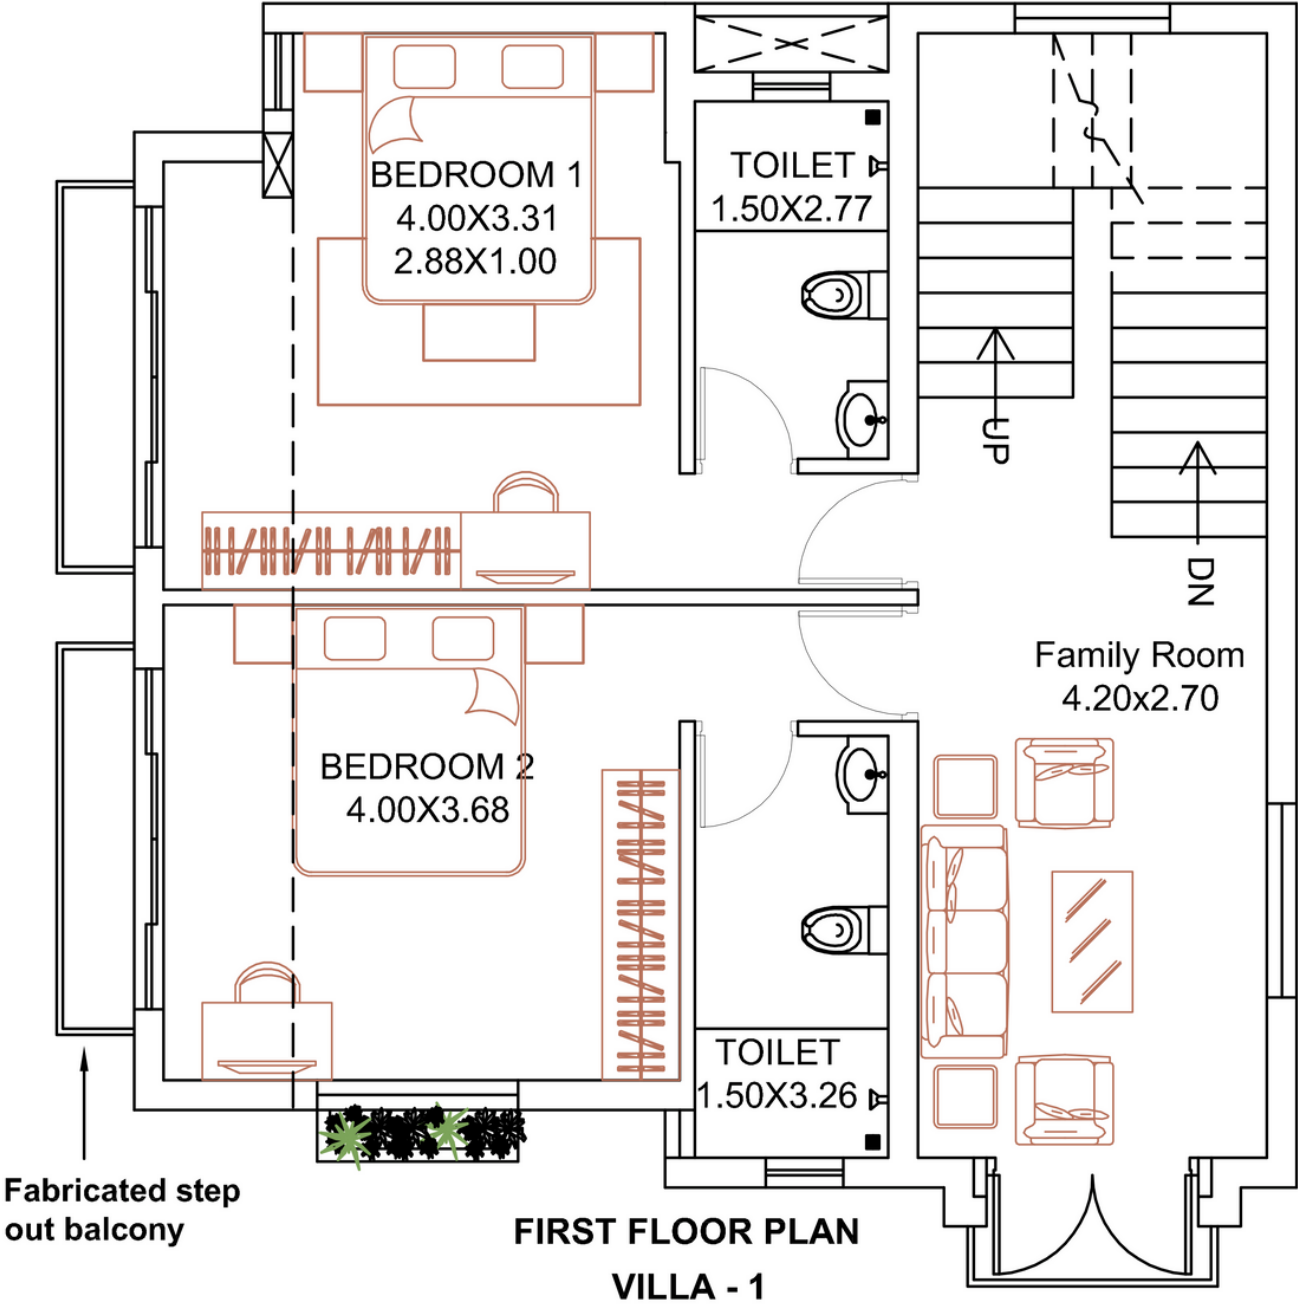 BEDROOM 1
4.00X3.31
2.88X1.00
TOILET
1.50X2.77
UP
DN
Family Room
4.20x2.70
BEDROOM 2
4.00X3.68
TOILET
1.50X3.26
Fabricated step
out balcony
FIRST FLOOR PLAN
VILLA - 1